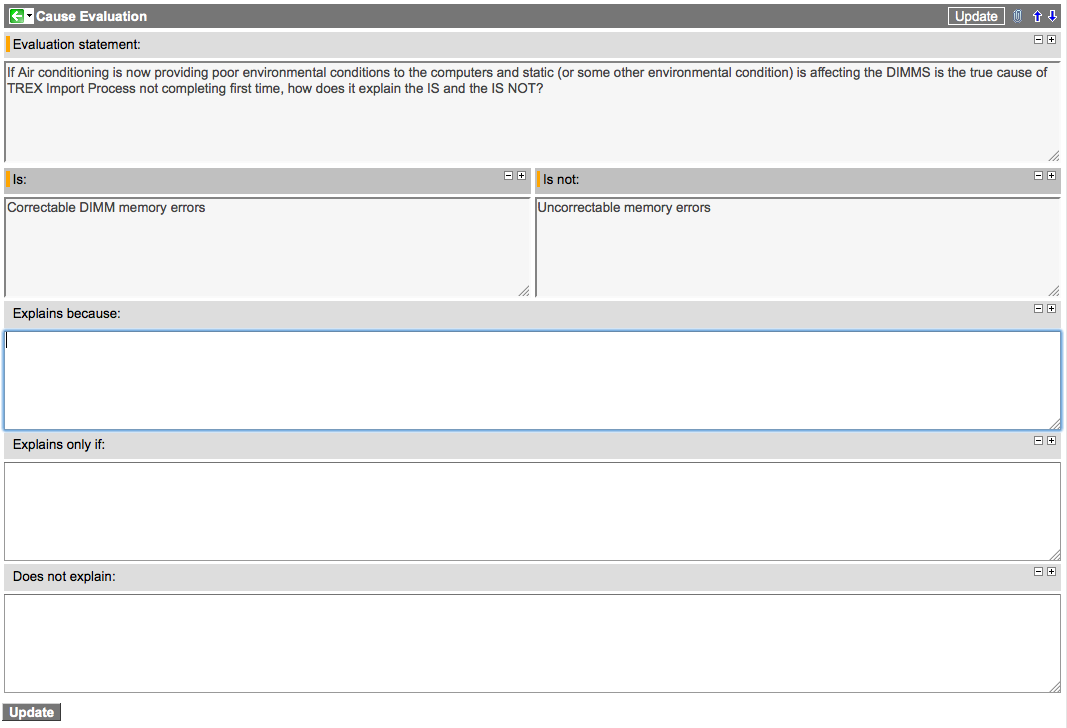 Cause Evaluation
Update
Evaluation statement:
If Air conditioning is now providing poor environmental conditions to the computers and static (or some other environmental condition) is affecting the DIMMS is the true cause of
TREX Import Process not completing first time, how does it explain the IS and the IS NOT?
Is:
Is not:
Correctable DIMM memory errors
Uncorrectable memory errors
Explains because:
Explains only if:
Does not explain:
Update